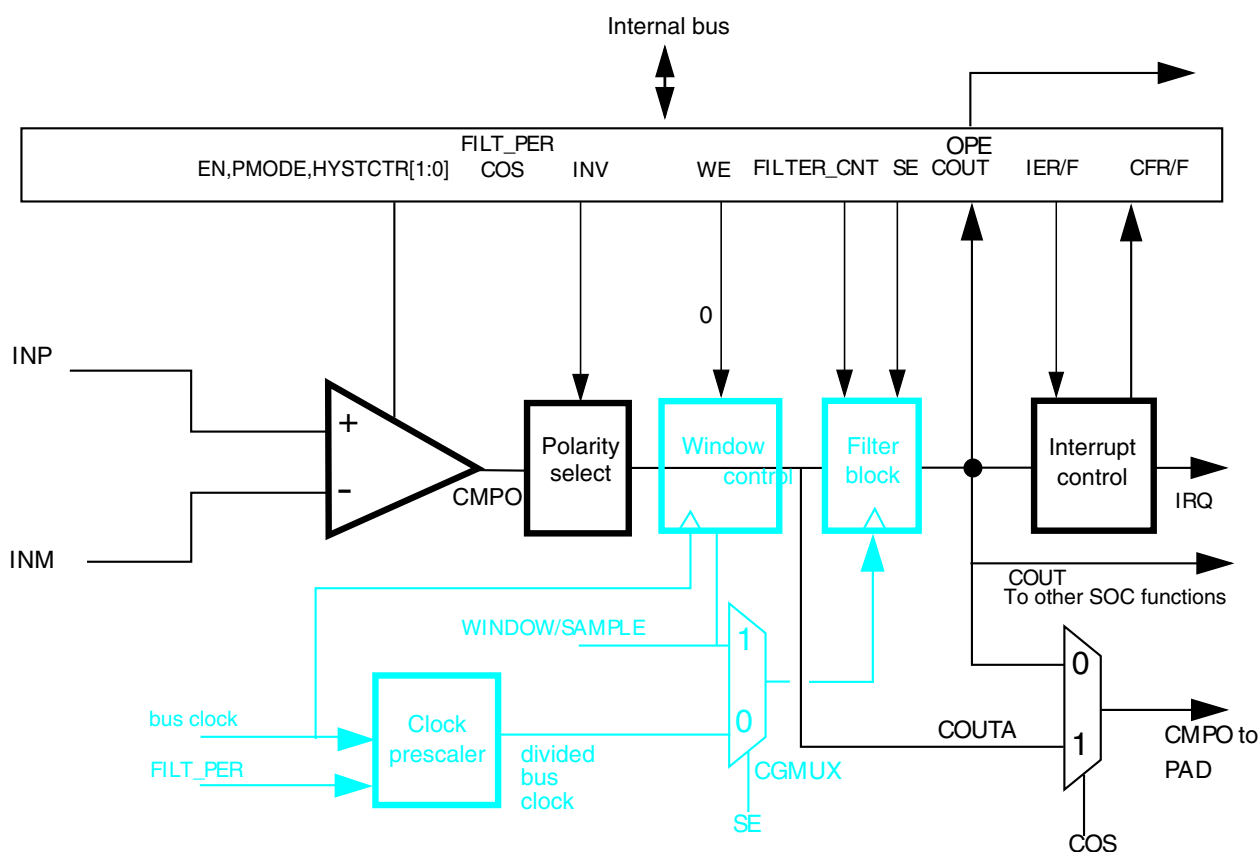 Internal bus
FILT_PER
OPE
EN,PMODE,HYSTCTR[1:0]
COS
INV
WE
FILTER_CNT
SE
COUT
IER/F
CFR/F
0
INP
+
-
INM
CMPO
Polarity
select
Window
control
Filter
block
Interrupt
control
IRQ
COUT
To other SOC functions
WINDOW/SAMPLE
1
0
bus clock
FILT_PER
Clock
prescaler
divided
bus
clock
CGMUX
SE
COUTA
0
1
CMPO to
PAD
COS